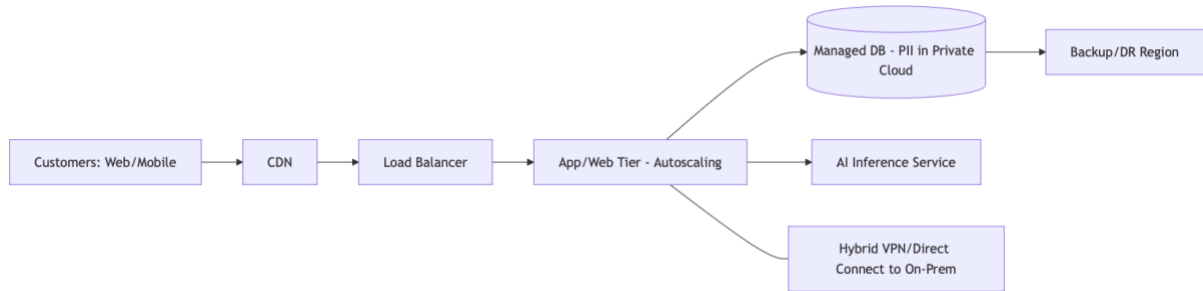 Managed DB - PII in Private
Cloud
Backup/DR Region
Customers: Web/Mobile
CDN
Load Balancer
App/Web Tier - Autoscaling
AI Inference Service
Hybrid VPN/Direct
Connect to On-Prem